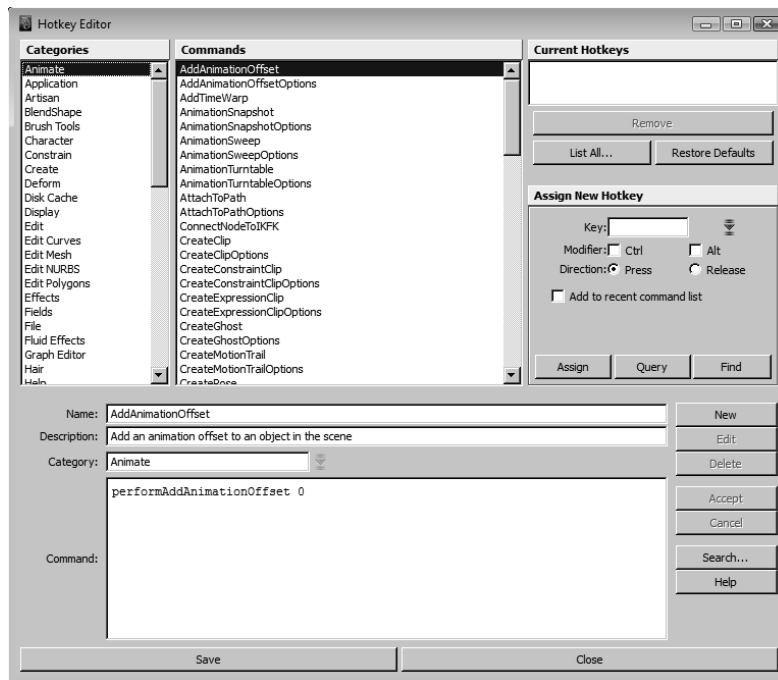 Hotkey Editor
Categories
Animate
Application
Artisan
BlendShape
Brush Tools
Character
Constrain
Create
Deform
Disk Cache
Display
Edit
Edit Curves
Edit Mesh
Edit NURBS
Edit Polygons
Effects
Fields
File
Fluid Effects
Graph Editor
Hair
Help
Commands
AddAnimationOffset
AddAnimationOffsetOptions
AddTimeWarp
AnimationSnapshot
AnimationSnapshotOptions
AnimationSweep
AnimationSweepOptions
AnimationTurntable
AnimationTurntableOptions
AttachToPath
AttachToPathOptions
ConnectNodeToIKFK
CreateClip
CreateClipOptions
CreateConstraintClip
CreateConstraintClipOptions
CreateExpressionClip
CreateExpressionClipOptions
CreateGhost
CreateGhostOptions
CreateMotionTrail
CreateMotionTrailOptions
CreatePose
Current Hotkeys
Remove
List All... Restore Defaults
Assign New Hotkey
Key:
Modifier: Ctrl Alt
Direction: Press Release
Add to recent command list
Assign Query Find
Name: AddAnimationOffset
Description: Add an animation offset to an object in the scene
Category: Animate
Command: performAddAnimationOffset 0
New
Edit
Delete
Accept
Cancel
Search...
Help
Save Close